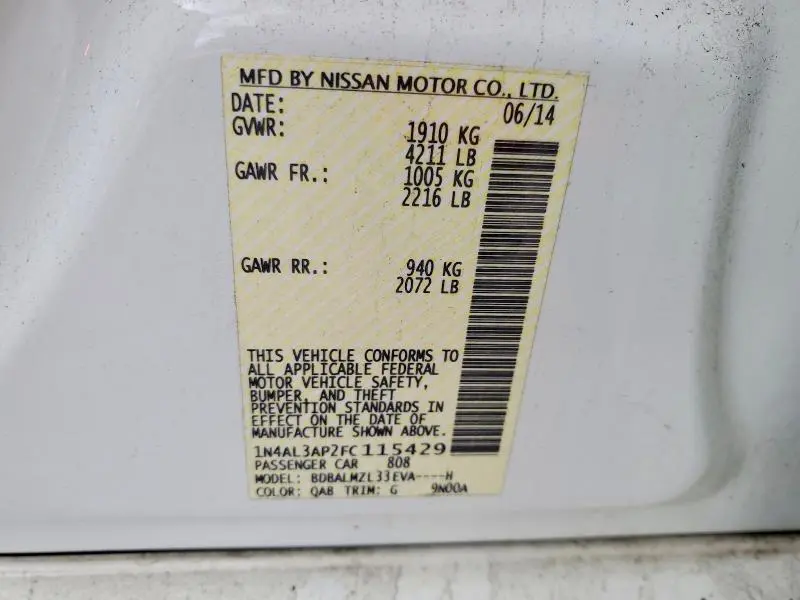 MFD BY NISSAN MOTOR CO., LTD.
DATE: 06/14
GVWR: 1910 KG
4211 LB
GAWR FR.: 1005 KG
2216 LB
GAWR RR.: 940 KG
2072 LB
THIS VEHICLE CONFORMS TO
ALL APPLICABLE FEDERAL
MOTOR VEHICLE SAFETY,
BUMPER, AND THEFT
PREVENTION STANDARDS IN
EFFECT ON THE DATE OF
MANUFACTURE SHOWN ABOVE.
1N4AL3AP2FC115429
PASSENGER CAR 808
MODEL: BDBALMZL33EVA----H
COLOR: QAB TRIM: G 9N00A